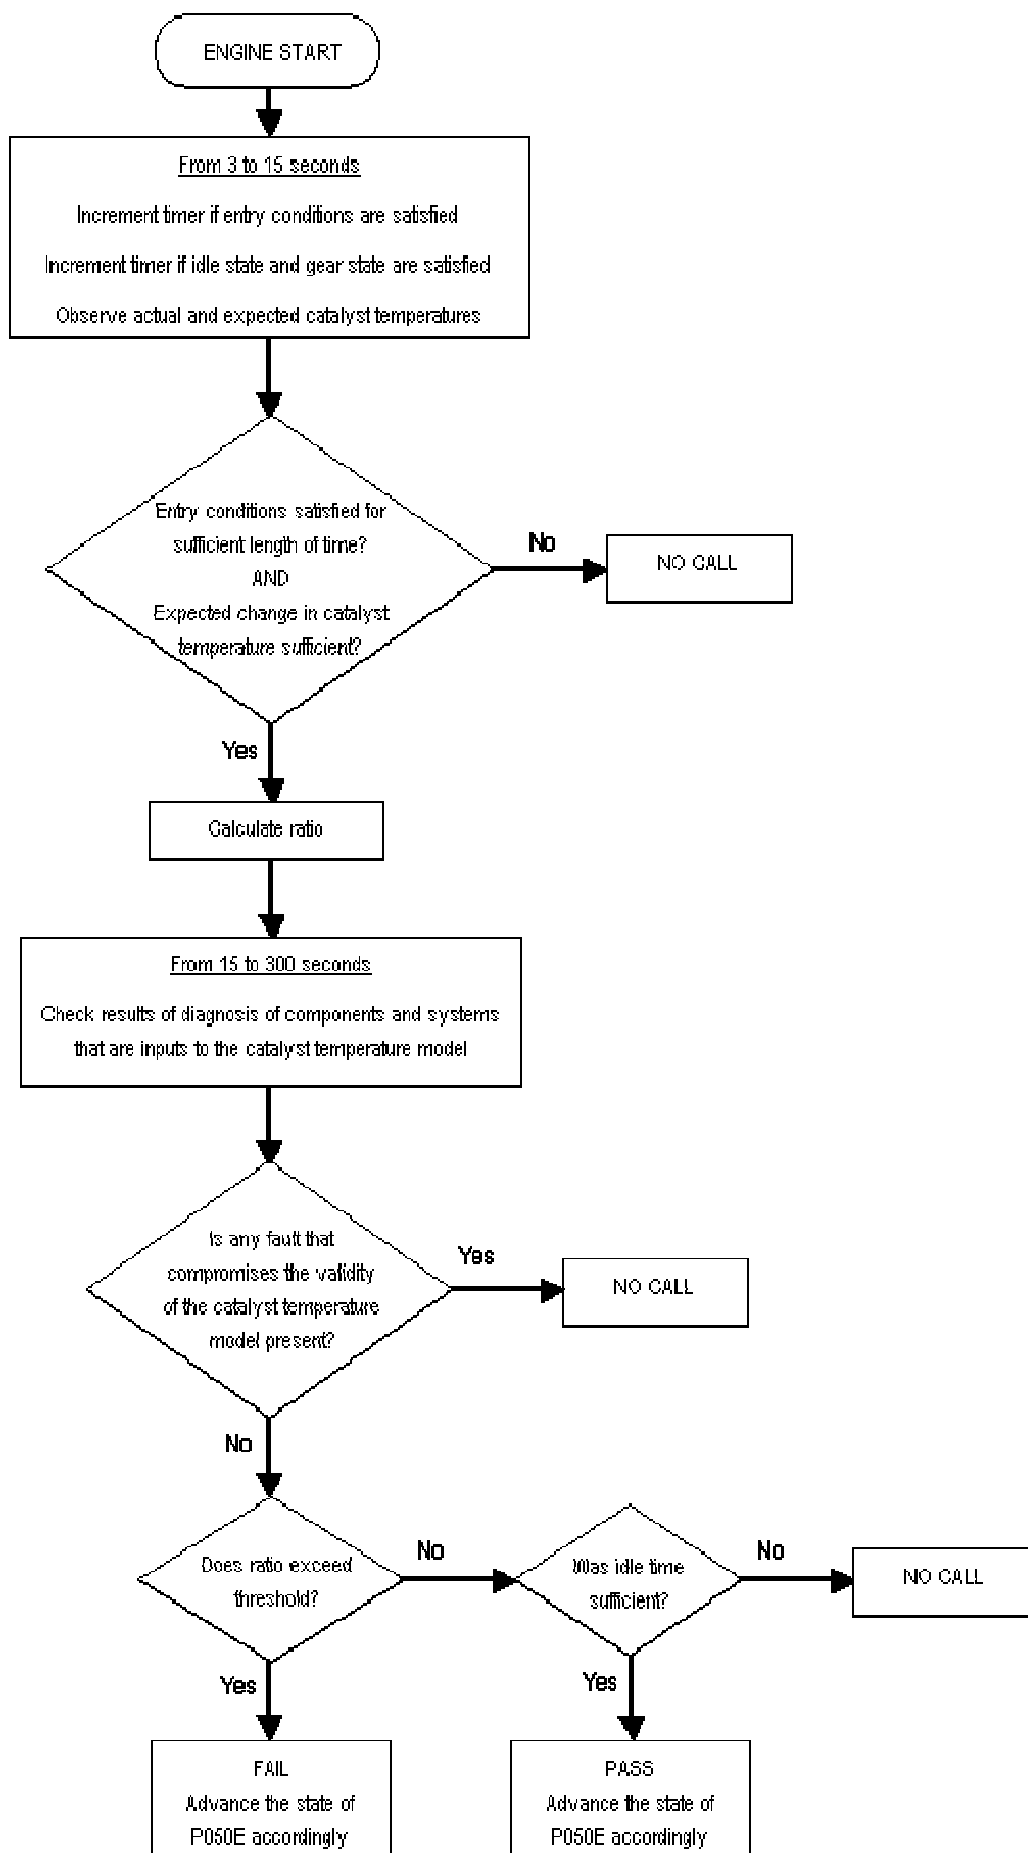 ENGINE START
From 3 to 15 seconds
Increment timer if entry conditions are satisfied
Increment timer if idle state and gear state are satisfied
Observe actual and expected catalyst temperatures
Entry conditions satisfied for
sufficient length of time?
AND
Expected change in catalyst
temperature sufficient?
No
NO CALL
Yes
Calculate ratio
From 15 to 300 seconds
Check results of diagnosis of components and systems
that are inputs to the catalyst temperature model
Is any fault that
compromises the validity
of the catalyst temperature
model present?
Yes
NO CALL
No
Does ratio exceed
threshold?
No
Was idle time
sufficient?
No
NO CALL
Yes
Yes
FAIL
Advance the state of
P050E accordingly
PASS
Advance the state of
P050E accordingly